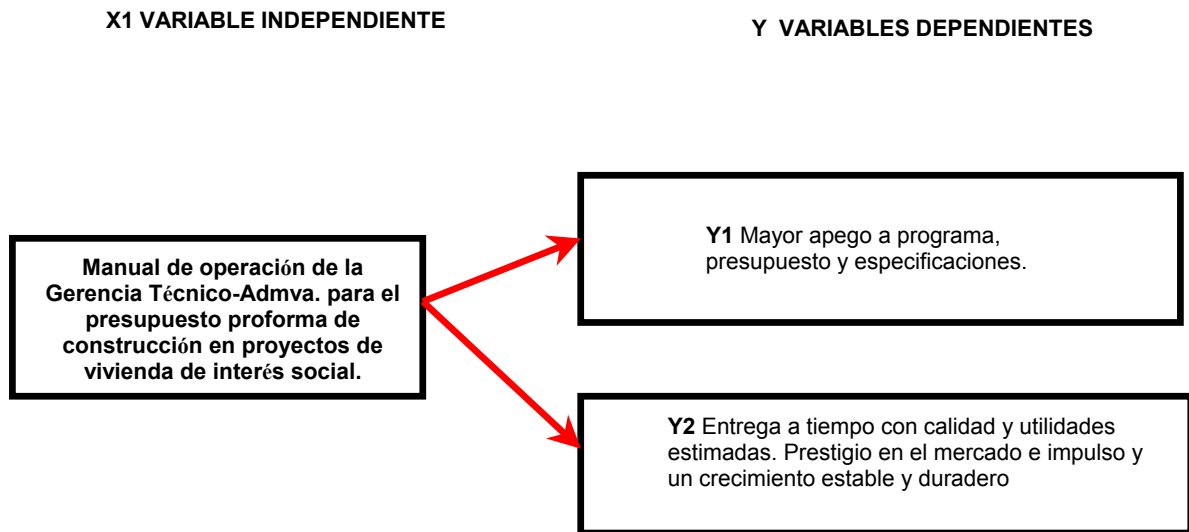 X1 VARIABLE INDEPENDIENTE
Y VARIABLES DEPENDIENTES
Manual de operación de la
Gerencia Técnico-Admva. para el
presupuesto proforma de
construcción en proyectos de
vivienda de interés social.
Y1 Mayor apego a programa,
presupuesto y especificaciones.
Y2 Entrega a tiempo con calidad y utilidades
estimadas. Prestigio en el mercado e impulso y
un crecimiento estable y duradero